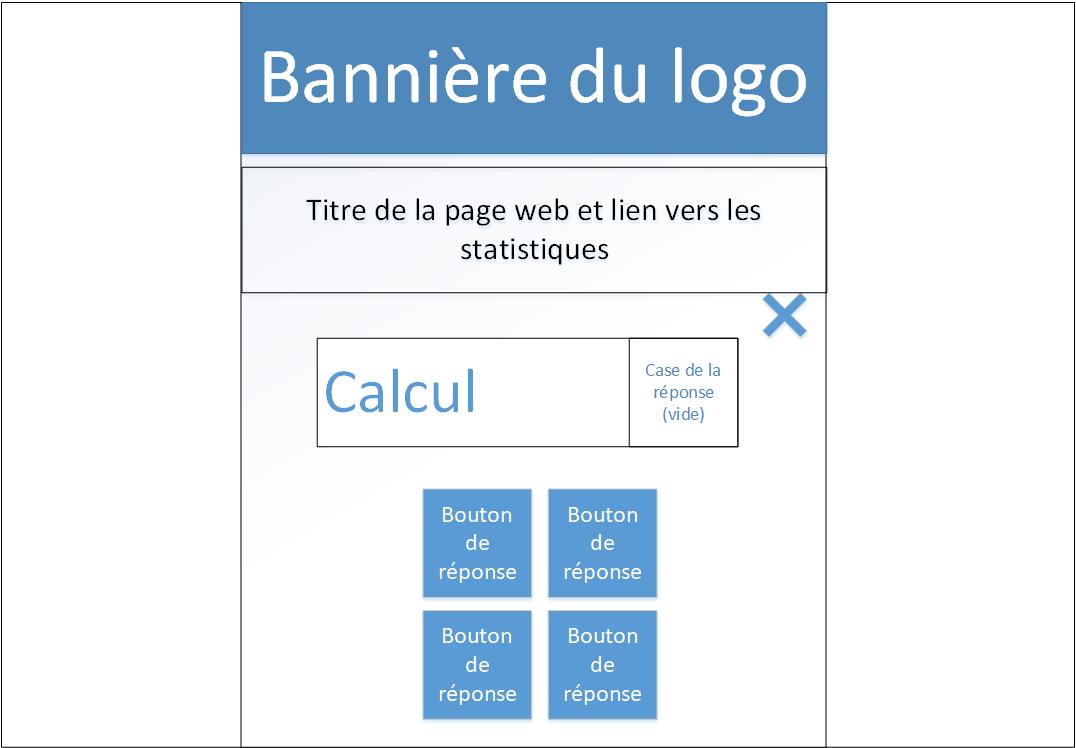 Bannière du logo
Titre de la page web et lien vers les
statistiques
Calcul
Case de la
réponse
(vide)
Bouton
de
réponse
Bouton
de
réponse
Bouton
de
réponse
Bouton
de
réponse